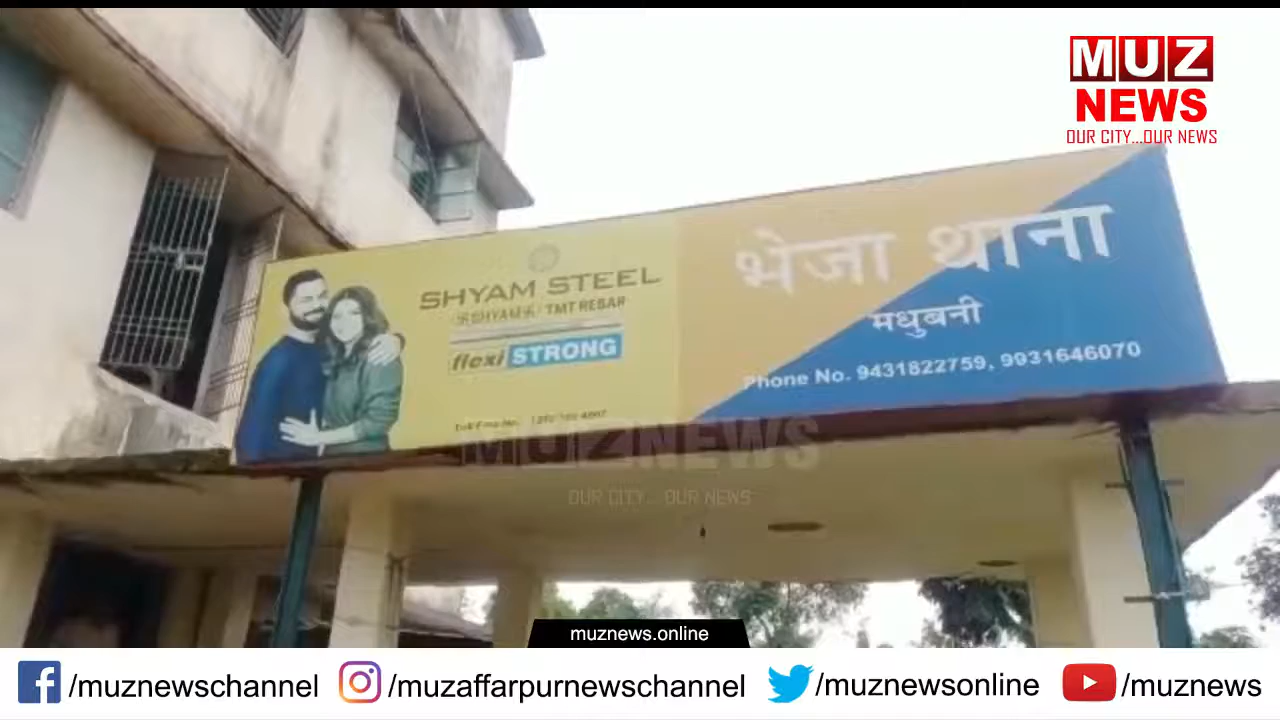 MUZ
NEWS
OUR CITY...OUR NEWS
SHYAM STEEL
TMT REBAR
flexi STRONG
भेजा थाना
मधुबनी
Phone No. 9431822759, 9931646070
MUZNEWS
OUR CITY... OUR NEWS
muznews.online
/muznewschannel
/muzaffarpurnewschannel
/muznewsonline
/muznews